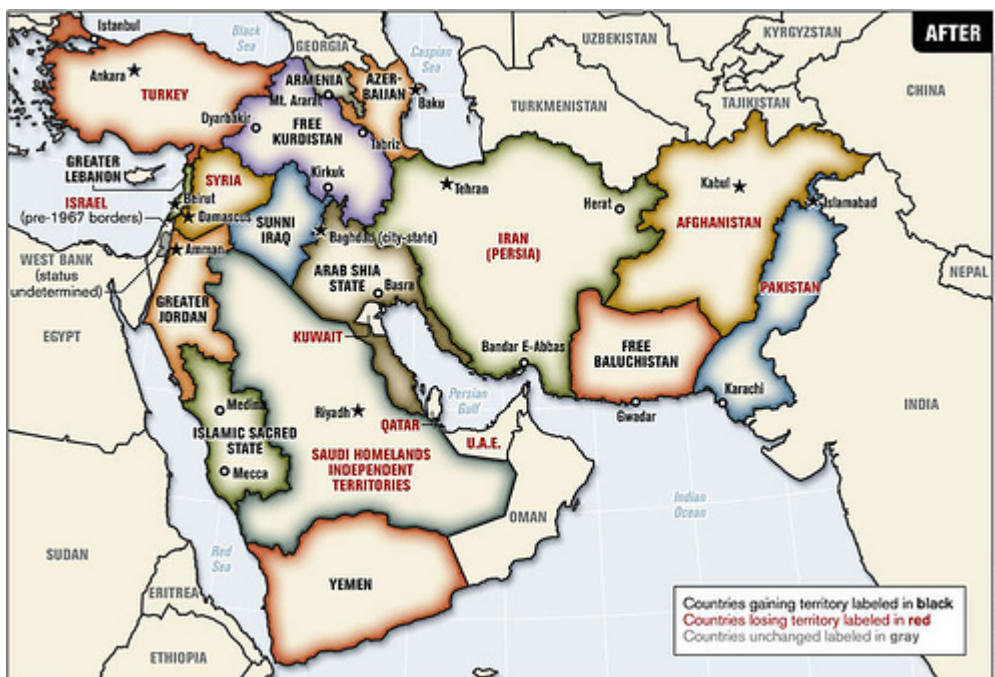 AFTER
Istanbul
Black
Sea
GEORGIA
Caspian
Sea
UZBEKISTAN
KYRGYZSTAN
Ankara
TURKEY
ARMENIA
Mt. Ararat
AZER-
BAIJAN
Baku
TURKMENISTAN
TAJIKISTAN
CHINA
Dyarbakir
FREE
KURDISTAN
Tabriz
GREATER
LEBANON
SYRIA
Kirkuk
Tehran
Herat
Kabul
Islamabad
AFGHANISTAN
ISRAEL
(pre-1967 borders)
Beirut
Damascus
SUNNI
IRAQ
Baghdad (city-state)
IRAN
(PERSIA)
WEST BANK
(status
undetermined)
Amman
ARAB SHIA
STATE
Basra
PAKISTAN
NEPAL
GREATER
JORDAN
EGYPT
KUWAIT
Bandar E-Abbas
FREE
BALUCHISTAN
Karachi
Gwadar
INDIA
Medina
ISLAMIC SACRED
STATE
Mecca
Riyadh
QATAR
Persian
Gulf
U.A.E.
SAUDI HOMELANDS
INDEPENDENT
TERRITORIES
OMAN
Indian
Ocean
SUDAN
Red
Sea
YEMEN
ERITREA
ETHIOPIA
Countries gaining territory labeled in black
Countries losing territory labeled in red
Countries unchanged labeled in gray